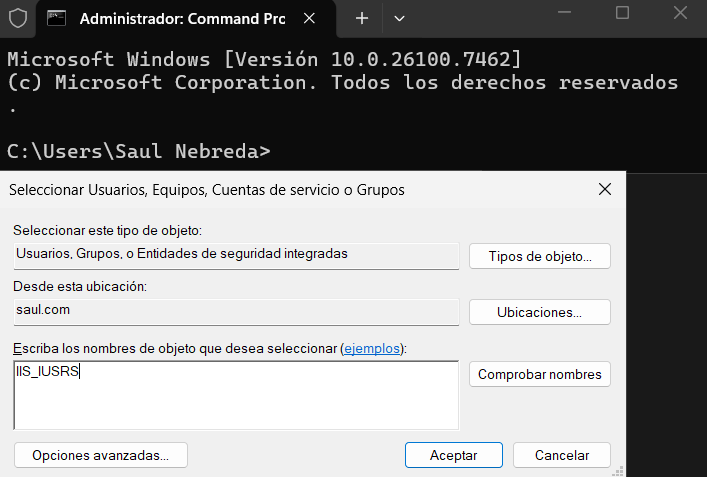 Administrador: Command Pro
Microsoft Windows [Versión 10.0.26100.7462]
(c) Microsoft Corporation. Todos los derechos reservados
.
C:\Users\Saul Nebreda>
Seleccionar Usuarios, Equipos, Cuentas de servicio o Grupos
Seleccionar este tipo de objeto:
Usuarios, Grupos, o Entidades de seguridad integradas
Tipos de objeto...
Desde esta ubicación:
saul.com
Ubicaciones...
Escriba los nombres de objeto que desea seleccionar (ejemplos):
IIS_IUSRS
Comprobar nombres
Opciones avanzadas...
Aceptar
Cancelar